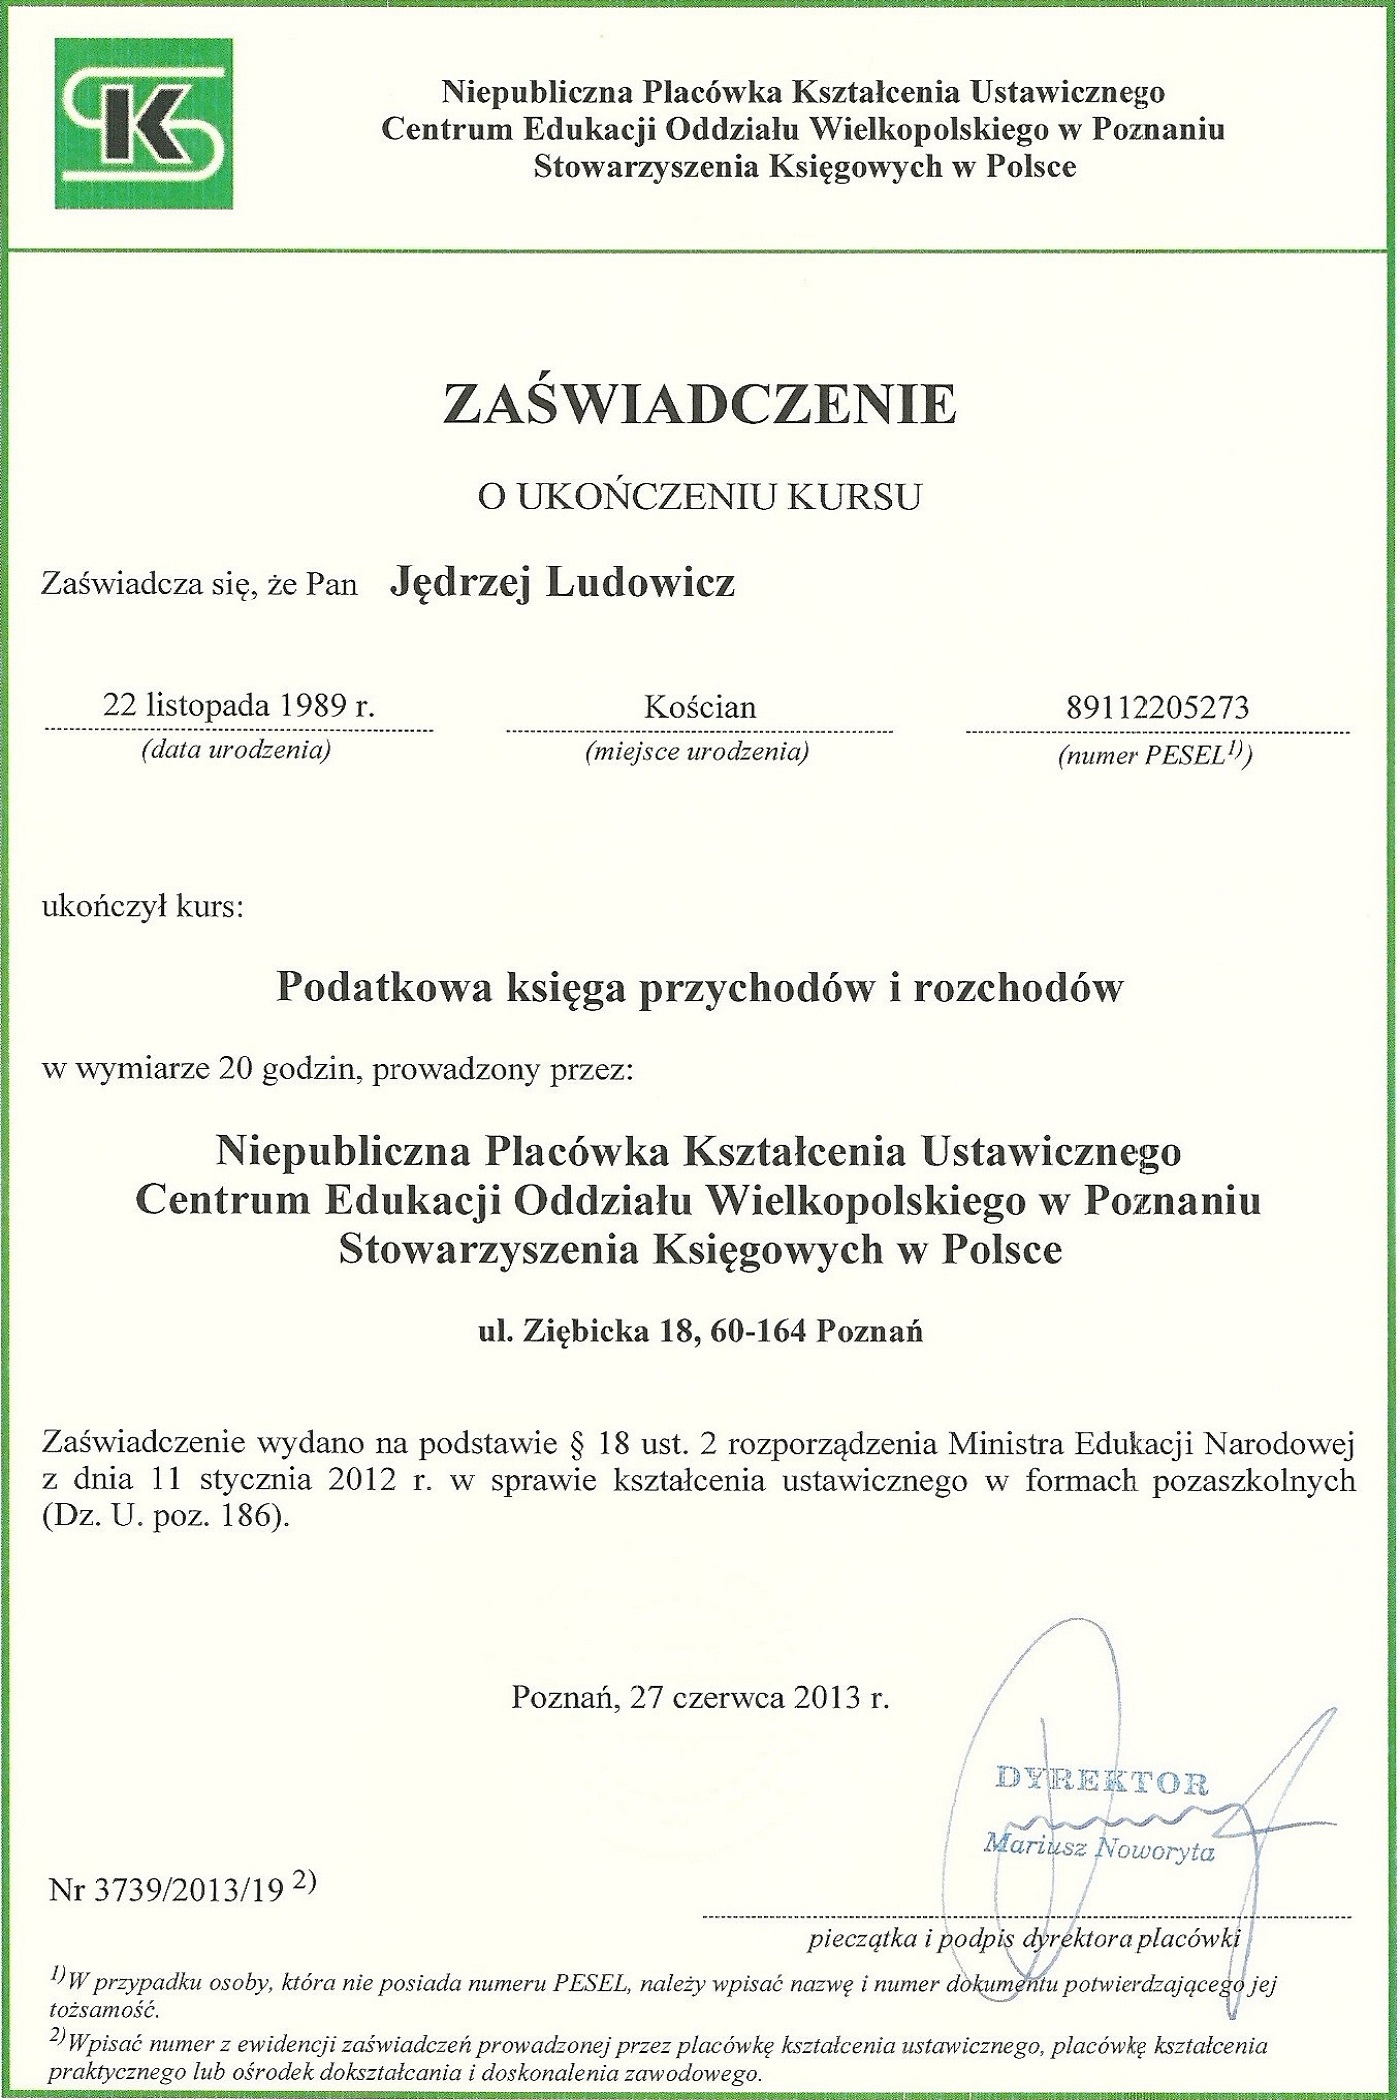 SK
Niepubliczna Placówka Kształcenia Ustawicznego
Centrum Edukacji Oddziału Wielkopolskiego w Poznaniu
Stowarzyszenia Księgowych w Polsce
ZAŚWIADCZENIE
O UKOŃCZENIU KURSU
Zaświadcza się, że Pan Jędrzej Ludowicz
22 listopada 1989 r. Kościan 89112205273
(data urodzenia) (miejsce urodzenia) (numer PESEL1))
ukończył kurs:
Podatkowa księga przychodów i rozchodów
w wymiarze 20 godzin, prowadzony przez:
Niepubliczna Placówka Kształcenia Ustawicznego
Centrum Edukacji Oddziału Wielkopolskiego w Poznaniu
Stowarzyszenia Księgowych w Polsce
ul. Ziębicka 18, 60-164 Poznań
Zaświadczenie wydano na podstawie § 18 ust. 2 rozporządzenia Ministra Edukacji Narodowej
z dnia 11 stycznia 2012 r. w sprawie kształcenia ustawicznego w formach pozaszkolnych
(Dz. U. poz. 186).
Poznań, 27 czerwca 2013 r.
DYREKTOR
Mariusz Noworyta
Nr 3739/2013/19 2)
pieczątka i podpis dyrektora placówki
1)W przypadku osoby, która nie posiada numeru PESEL, należy wpisać nazwę i numer dokumentu potwierdzającego jej
tożsamość.
2)Wpisać numer z ewidencji zaświadczeń prowadzonej przez placówkę kształcenia ustawicznego, placówkę kształcenia
praktycznego lub ośrodek dokształcania i doskonalenia zawodowego.